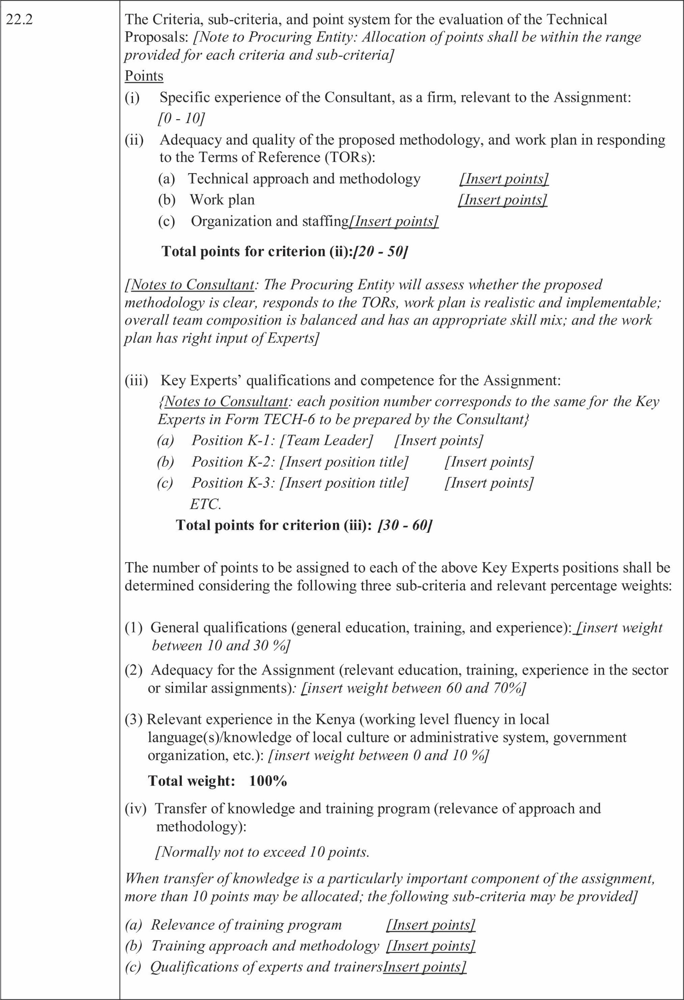 22.2
The Criteria, sub-criteria, and point system for the evaluation of the Technical
Proposals: [Note to Procuring Entity: Allocation of points shall be within the range
provided for each criteria and sub-criteria]
Points
(i) Specific experience of the Consultant, as a firm, relevant to the Assignment:
[0 - 10]
(ii) Adequacy and quality of the proposed methodology, and work plan in responding
to the Terms of Reference (TORs):
(a) Technical approach and methodology [Insert points]
(b) Work plan [Insert points]
(c) Organization and staffing[Insert points]
Total points for criterion (ii):[20 - 50]
[Notes to Consultant: The Procuring Entity will assess whether the proposed
methodology is clear, responds to the TORs, work plan is realistic and implementable;
overall team composition is balanced and has an appropriate skill mix; and the work
plan has right input of Experts]
(iii) Key Experts’ qualifications and competence for the Assignment:
{Notes to Consultant: each position number corresponds to the same for the Key
Experts in Form TECH-6 to be prepared by the Consultant}
(a) Position K-1: [Team Leader] [Insert points]
(b) Position K-2: [Insert position title] [Insert points]
(c) Position K-3: [Insert position title] [Insert points]
ETC.
Total points for criterion (iii): [30 - 60]
The number of points to be assigned to each of the above Key Experts positions shall be
determined considering the following three sub-criteria and relevant percentage weights:
(1) General qualifications (general education, training, and experience): [insert weight
between 10 and 30 %]
(2) Adequacy for the Assignment (relevant education, training, experience in the sector
or similar assignments): [insert weight between 60 and 70%]
(3) Relevant experience in the Kenya (working level fluency in local
language(s)/knowledge of local culture or administrative system, government
organization, etc.): [insert weight between 0 and 10 %]
Total weight: 100%
(iv) Transfer of knowledge and training program (relevance of approach and
methodology):
[Normally not to exceed 10 points.
When transfer of knowledge is a particularly important component of the assignment,
more than 10 points may be allocated; the following sub-criteria may be provided]
(a) Relevance of training program [Insert points]
(b) Training approach and methodology [Insert points]
(c) Qualifications of experts and trainersInsert points]